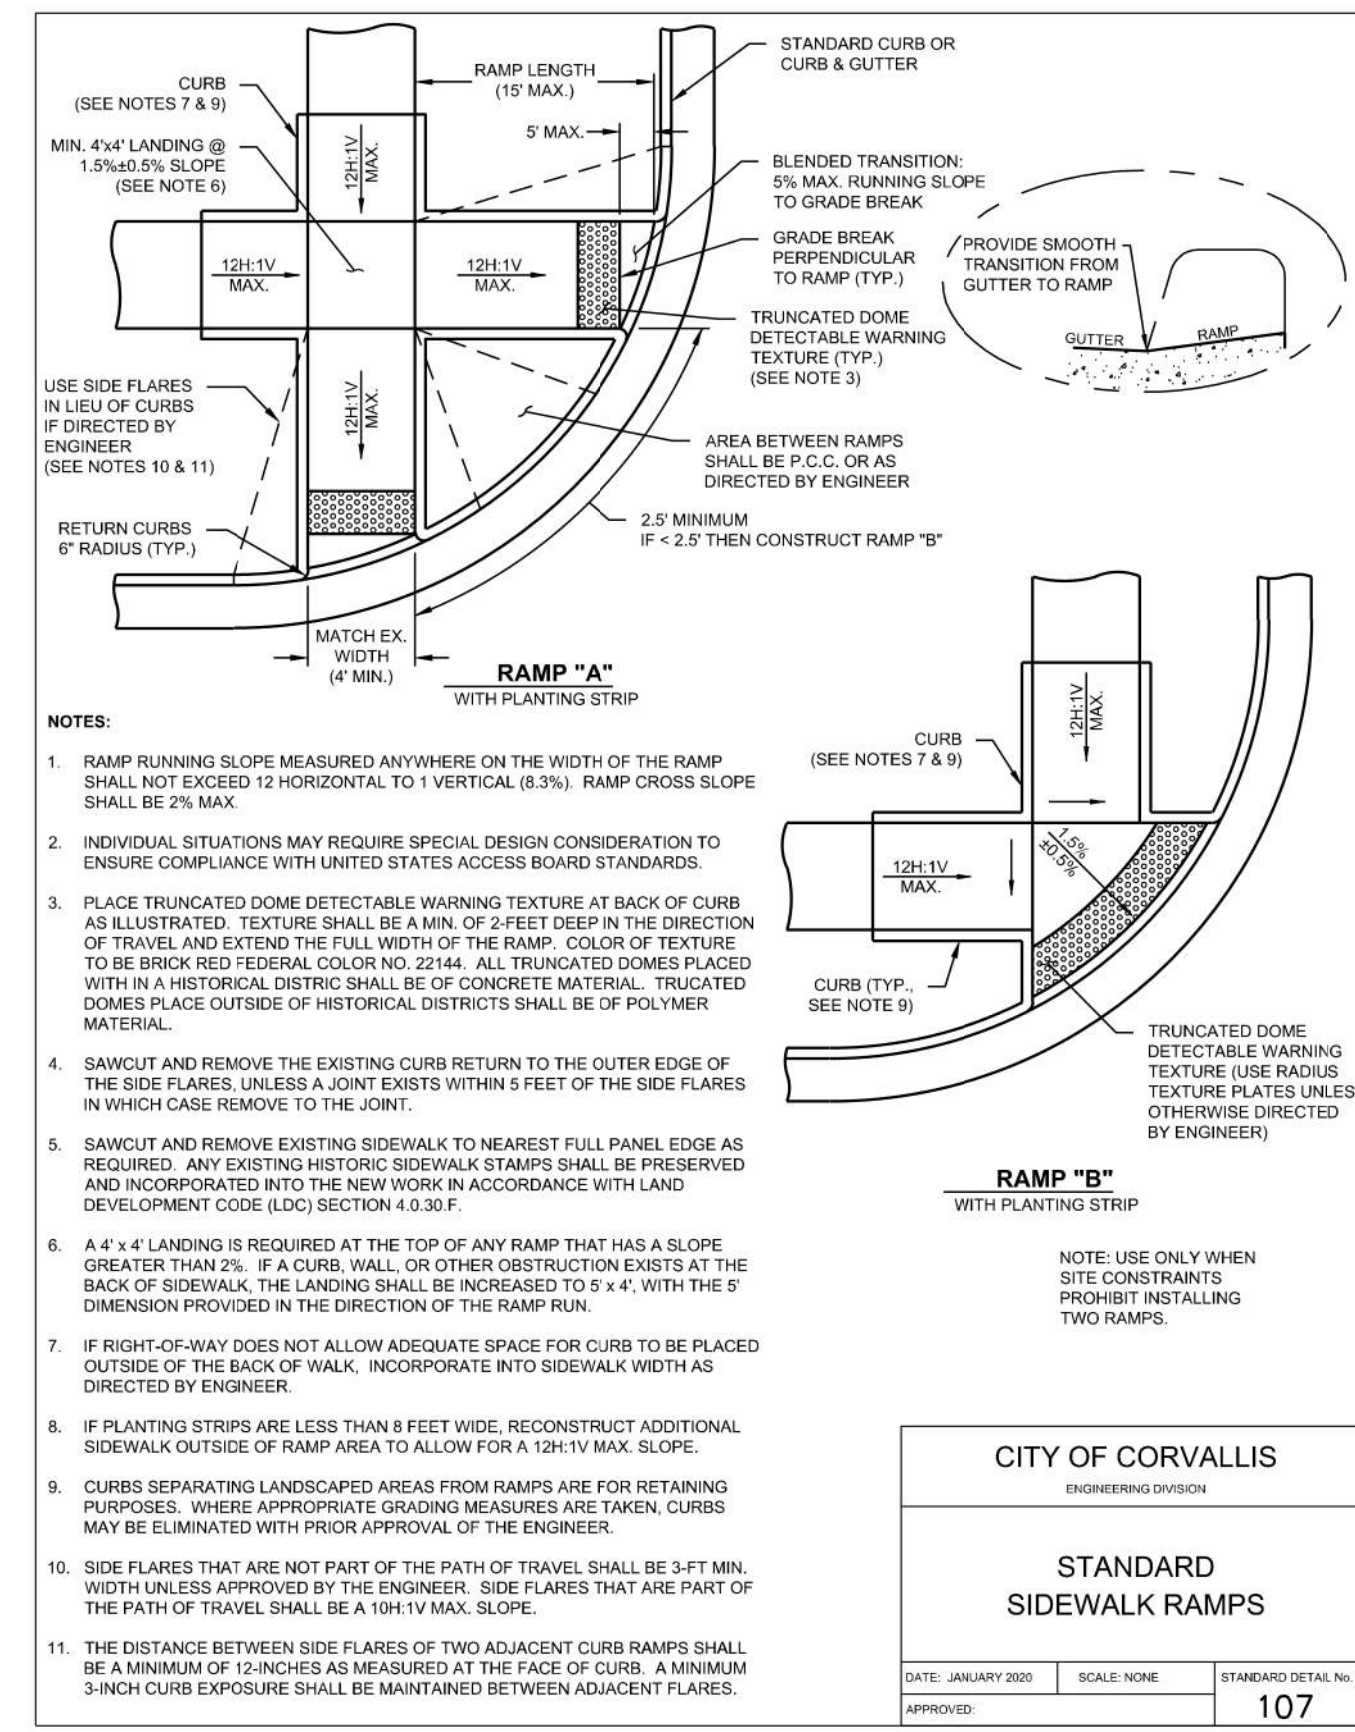 STANDARD CURB OR
CURB & GUTTER
RAMP LENGTH
(15' MAX.)
CURB
(SEE NOTES 7 & 9)
5' MAX.
MIN. 4'x4' LANDING @
1.5%±0.5% SLOPE
(SEE NOTE 6)
12H:1V
MAX.
BLENDED TRANSITION:
5% MAX. RUNNING SLOPE
TO GRADE BREAK
GRADE BREAK
PERPENDICULAR
TO RAMP (TYP.)
PROVIDE SMOOTH
TRANSITION FROM
GUTTER TO RAMP
12H:1V
MAX.
12H:1V
MAX.
TRUNCATED DOME
DETECTABLE WARNING
TEXTURE (TYP.)
(SEE NOTE 3)
GUTTER
RAMP
USE SIDE FLARES
IN LIEU OF CURBS
IF DIRECTED BY
ENGINEER
(SEE NOTES 10 & 11)
12H:1V
MAX.
AREA BETWEEN RAMPS
SHALL BE P.C.C. OR AS
DIRECTED BY ENGINEER
RETURN CURBS
6" RADIUS (TYP.)
2.5' MINIMUM
IF < 2.5' THEN CONSTRUCT RAMP "B"
MATCH EX.
WIDTH
(4' MIN.)
RAMP "A"
WITH PLANTING STRIP
NOTES:
1. RAMP RUNNING SLOPE MEASURED ANYWHERE ON THE WIDTH OF THE RAMP
SHALL NOT EXCEED 12 HORIZONTAL TO 1 VERTICAL (8.3%). RAMP CROSS SLOPE
SHALL BE 2% MAX.
2. INDIVIDUAL SITUATIONS MAY REQUIRE SPECIAL DESIGN CONSIDERATION TO
ENSURE COMPLIANCE WITH UNITED STATES ACCESS BOARD STANDARDS.
3. PLACE TRUNCATED DOME DETECTABLE WARNING TEXTURE AT BACK OF CURB
AS ILLUSTRATED. TEXTURE SHALL BE A MIN. OF 2-FEET DEEP IN THE DIRECTION
OF TRAVEL AND EXTEND THE FULL WIDTH OF THE RAMP. COLOR OF TEXTURE
TO BE BRICK RED FEDERAL COLOR NO. 22144. ALL TRUNCATED DOMES PLACED
WITH IN A HISTORICAL DISTRIC SHALL BE OF CONCRETE MATERIAL. TRUCATED
DOMES PLACE OUTSIDE OF HISTORICAL DISTRICTS SHALL BE OF POLYMER
MATERIAL.
4. SAWCUT AND REMOVE THE EXISTING CURB RETURN TO THE OUTER EDGE OF
THE SIDE FLARES, UNLESS A JOINT EXISTS WITHIN 5 FEET OF THE SIDE FLARES
IN WHICH CASE REMOVE TO THE JOINT.
5. SAWCUT AND REMOVE EXISTING SIDEWALK TO NEAREST FULL PANEL EDGE AS
REQUIRED. ANY EXISTING HISTORIC SIDEWALK STAMPS SHALL BE PRESERVED
AND INCORPORATED INTO THE NEW WORK IN ACCORDANCE WITH LAND
DEVELOPMENT CODE (LDC) SECTION 4.0.30.F.
6. A 4' x 4' LANDING IS REQUIRED AT THE TOP OF ANY RAMP THAT HAS A SLOPE
GREATER THAN 2%. IF A CURB, WALL, OR OTHER OBSTRUCTION EXISTS AT THE
BACK OF SIDEWALK, THE LANDING SHALL BE INCREASED TO 5' x 4', WITH THE 5'
DIMENSION PROVIDED IN THE DIRECTION OF THE RAMP RUN.
7. IF RIGHT-OF-WAY DOES NOT ALLOW ADEQUATE SPACE FOR CURB TO BE PLACED
OUTSIDE OF THE BACK OF WALK, INCORPORATE INTO SIDEWALK WIDTH AS
DIRECTED BY ENGINEER.
8. IF PLANTING STRIPS ARE LESS THAN 8 FEET WIDE, RECONSTRUCT ADDITIONAL
SIDEWALK OUTSIDE OF RAMP AREA TO ALLOW FOR A 12H:1V MAX. SLOPE.
9. CURBS SEPARATING LANDSCAPED AREAS FROM RAMPS ARE FOR RETAINING
PURPOSES. WHERE APPROPRIATE GRADING MEASURES ARE TAKEN, CURBS
MAY BE ELIMINATED WITH PRIOR APPROVAL OF THE ENGINEER.
10. SIDE FLARES THAT ARE NOT PART OF THE PATH OF TRAVEL SHALL BE 3-FT MIN.
WIDTH UNLESS APPROVED BY THE ENGINEER. SIDE FLARES THAT ARE PART OF
THE PATH OF TRAVEL SHALL BE A 10H:1V MAX. SLOPE.
11. THE DISTANCE BETWEEN SIDE FLARES OF TWO ADJACENT CURB RAMPS SHALL
BE A MINIMUM OF 12-INCHES AS MEASURED AT THE FACE OF CURB. A MINIMUM
3-INCH CURB EXPOSURE SHALL BE MAINTAINED BETWEEN ADJACENT FLARES.
12H:1V
MAX.
CURB
(SEE NOTES 7 & 9)
1.5%
±0.5%
12H:1V
MAX.
CURB (TYP.,
SEE NOTE 9)
TRUNCATED DOME
DETECTABLE WARNING
TEXTURE (USE RADIUS
TEXTURE PLATES UNLES
OTHERWISE DIRECTED
BY ENGINEER)
RAMP "B"
WITH PLANTING STRIP
NOTE: USE ONLY WHEN
SITE CONSTRAINTS
PROHIBIT INSTALLING
TWO RAMPS.
CITY OF CORVALLIS
ENGINEERING DIVISION
STANDARD
SIDEWALK RAMPS
DATE: JANUARY 2020
SCALE: NONE
STANDARD DETAIL No.
APPROVED:
107